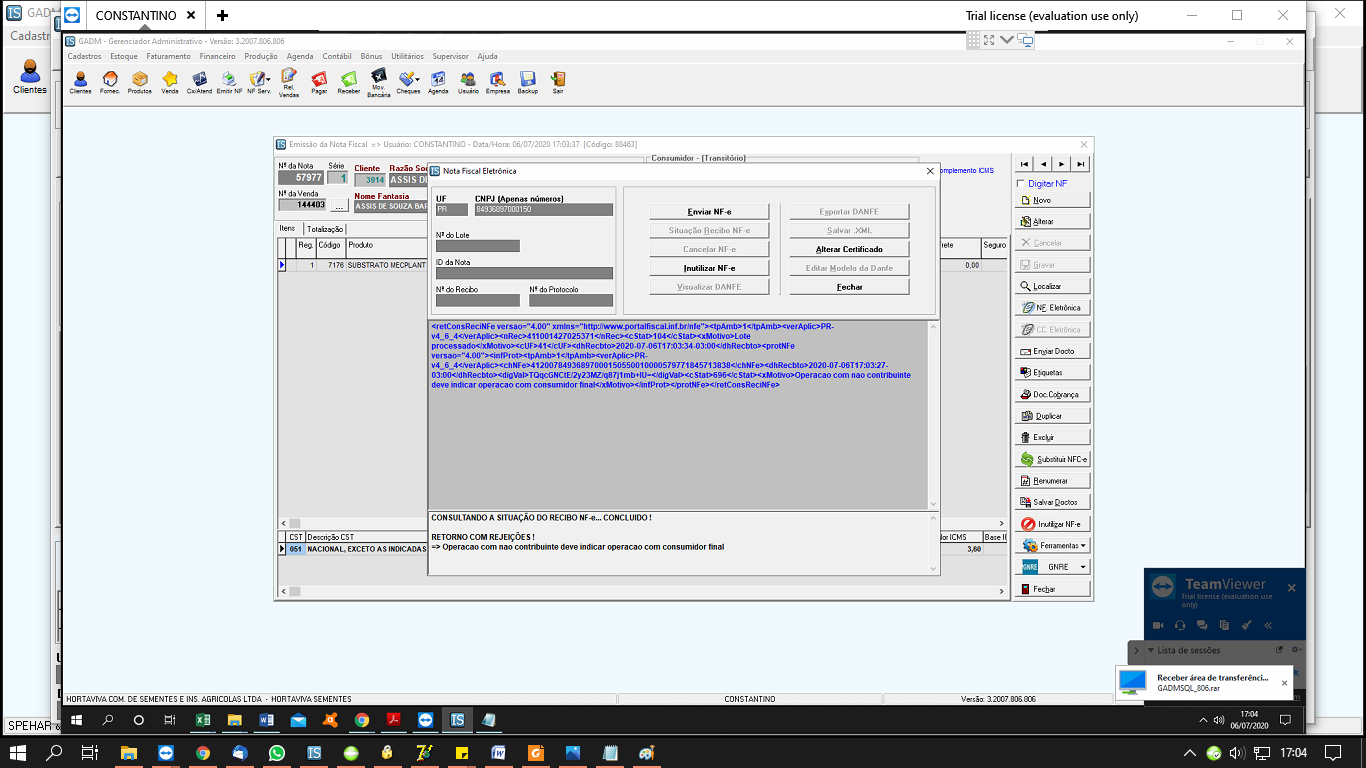 GADM
CONSTANTINO
Trial license (evaluation use only)
Cadastr
Clientes
GADM - Gerenciador Administrativo - Versão: 3.2007.806.806
Cadastros Estoque Faturamento Financeiro Produção Agenda Contábil Bônus Utilitários Supervisor Ajuda
Clientes Fornec. Produtos Venda Cx/Atend Emitir NF NF Serv. Rel. Vendas Pagar Receber Mov. Bancária Cheques Agenda Usuário Empresa Backup Sair
Emissão da Nota Fiscal => Usuário: CONSTANTINO - Data/Hora: 06/07/2020 17:03:37 [Código: 88463]
Nº da Nota Série Cliente Razão So
57977 1 3914 ASSIS D
Consumidor - (Transitório)
omplemento ICMS
Nº da Venda Nome Fantasia
144403 ... ASSIS DE SOUZA BAR
Itens Totalização
Reg. Código Produto
rete Seguro
1 7176 SUBSTRATO MECPLANT
0,00
Nota Fiscal Eletrônica
UF CNPJ (Apenas números)
PR 84936897000150
Nº do Lote
ID da Nota
Nº do Recibo Nº do Protocolo
Enviar NF-e Exportar DANFE
Situação Recibo NF-e Salvar .XML
Cancelar NF-e Alterar Certificado
Inutilizar NF-e Editar Modelo da Danfe
Visualizar DANFE Fechar
<retConsReciNFe versao="4.00" xmlns="http://www.portalfiscal.inf.br/nfe"><tpAmb>1</tpAmb><verAplic>PR-
v4_6_4</verAplic><nRec>411001427025371</nRec><cStat>104</cStat><xMotivo>Lote
processado</xMotivo><cUF>41</cUF><dhRecbto>2020-07-06T17:03:34-03:00</dhRecbto><protNFe
versao="4.00"><infProt><tpAmb>1</tpAmb><verAplic>PR-
v4_6_4</verAplic><chNFe>41200784936897000150550010000579771845713838</chNFe><dhRecbto>2020-07-06T17:03:27-
03:00</dhRecbto><digVal>TQqcGNCtE/2y23MZ/q87j1mb+IU=</digVal><cStat>696</cStat><xMotivo>Operacao com nao contribuinte
deve indicar operacao com consumidor final</xMotivo></infProt></protNFe></retConsReciNFe>
CONSULTANDO A SITUAÇÃO DO RECIBO NF-e... CONCLUIDO !
RETORNO COM REJEIÇÕES !
=> Operacao com nao contribuinte deve indicar operacao com consumidor final
CST Descrição CST
or ICMS Base I
051 NACIONAL, EXCETO AS INDICADAS
3,60
Digitar NF
Novo
Alterar
Cancelar
Gravar
Localizar
NF Eletrônica
CC Eletrônica
Enviar Docto
Etiquetas
Doc.Cobrança
Duplicar
Excluir
Substituir NFC-e
Renumerar
Salvar Doctos
Inutilizar NF-e
Ferramentas
GNRE GNRE
Fechar
TeamViewer
Trial license (evaluation use
only)
Lista de sessões
Receber área de transferênci...
GADMSQL_806.rar
HORTAVIVA COM. DE SEMENTES E INS. AGRICOLAS LTDA - HORTAVIVA SEMENTES
CONSTANTINO
Versão: 3.2007.806.806
SPEHAR &
17:04
06/07/2020
17:04